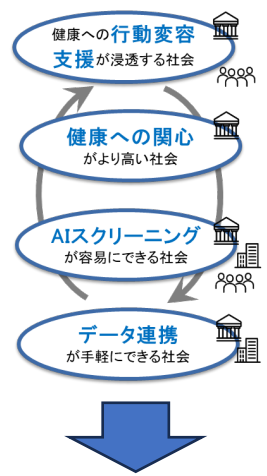 健康への行動変容
支援が浸透する社会
健康への関心
がより高い社会
AIスクリーニング
が容易にできる社会
データ連携
が手軽にできる社会